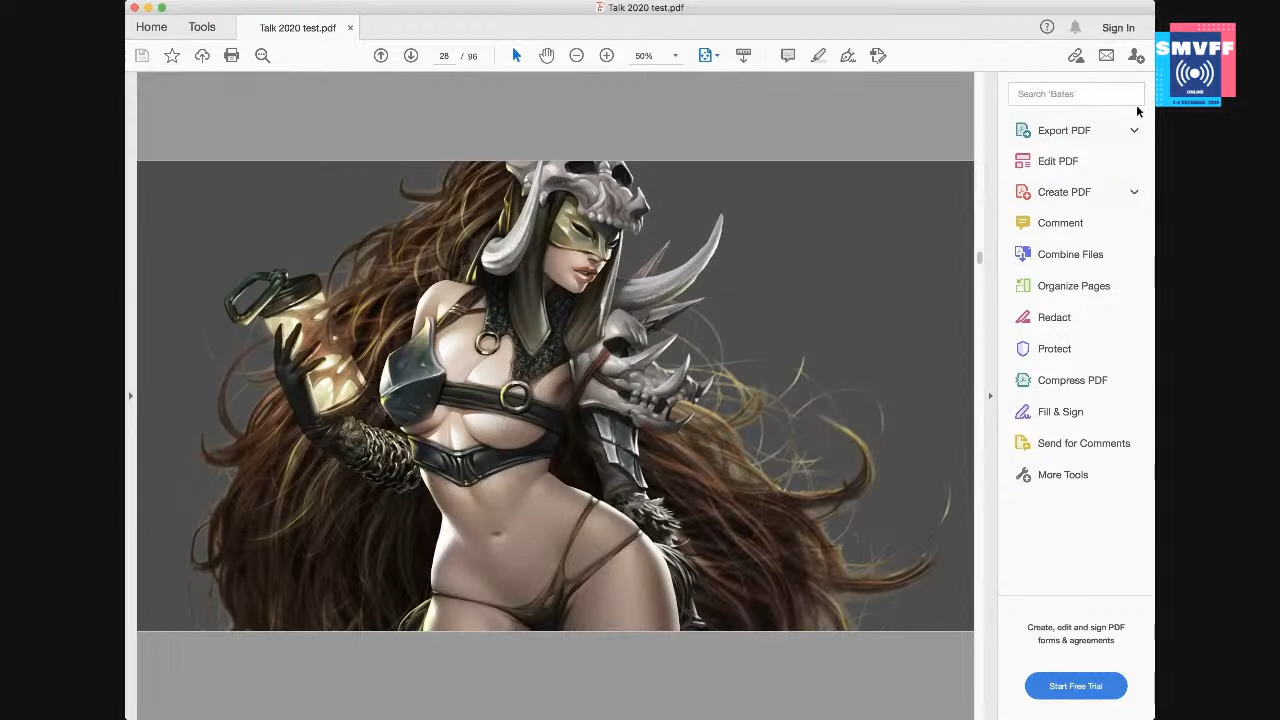 Talk 2020 test.pdf
Home
Tools
Talk 2020 test.pdf
Sign In
28 / 96
50%
SMVFF
ONLINE
Search 'Bates'
Export PDF
Edit PDF
Create PDF
Comment
Combine Files
Organize Pages
Redact
Protect
Compress PDF
Fill & Sign
Send for Comments
More Tools
Create, edit and sign PDF
forms & agreements
Start Free Trial